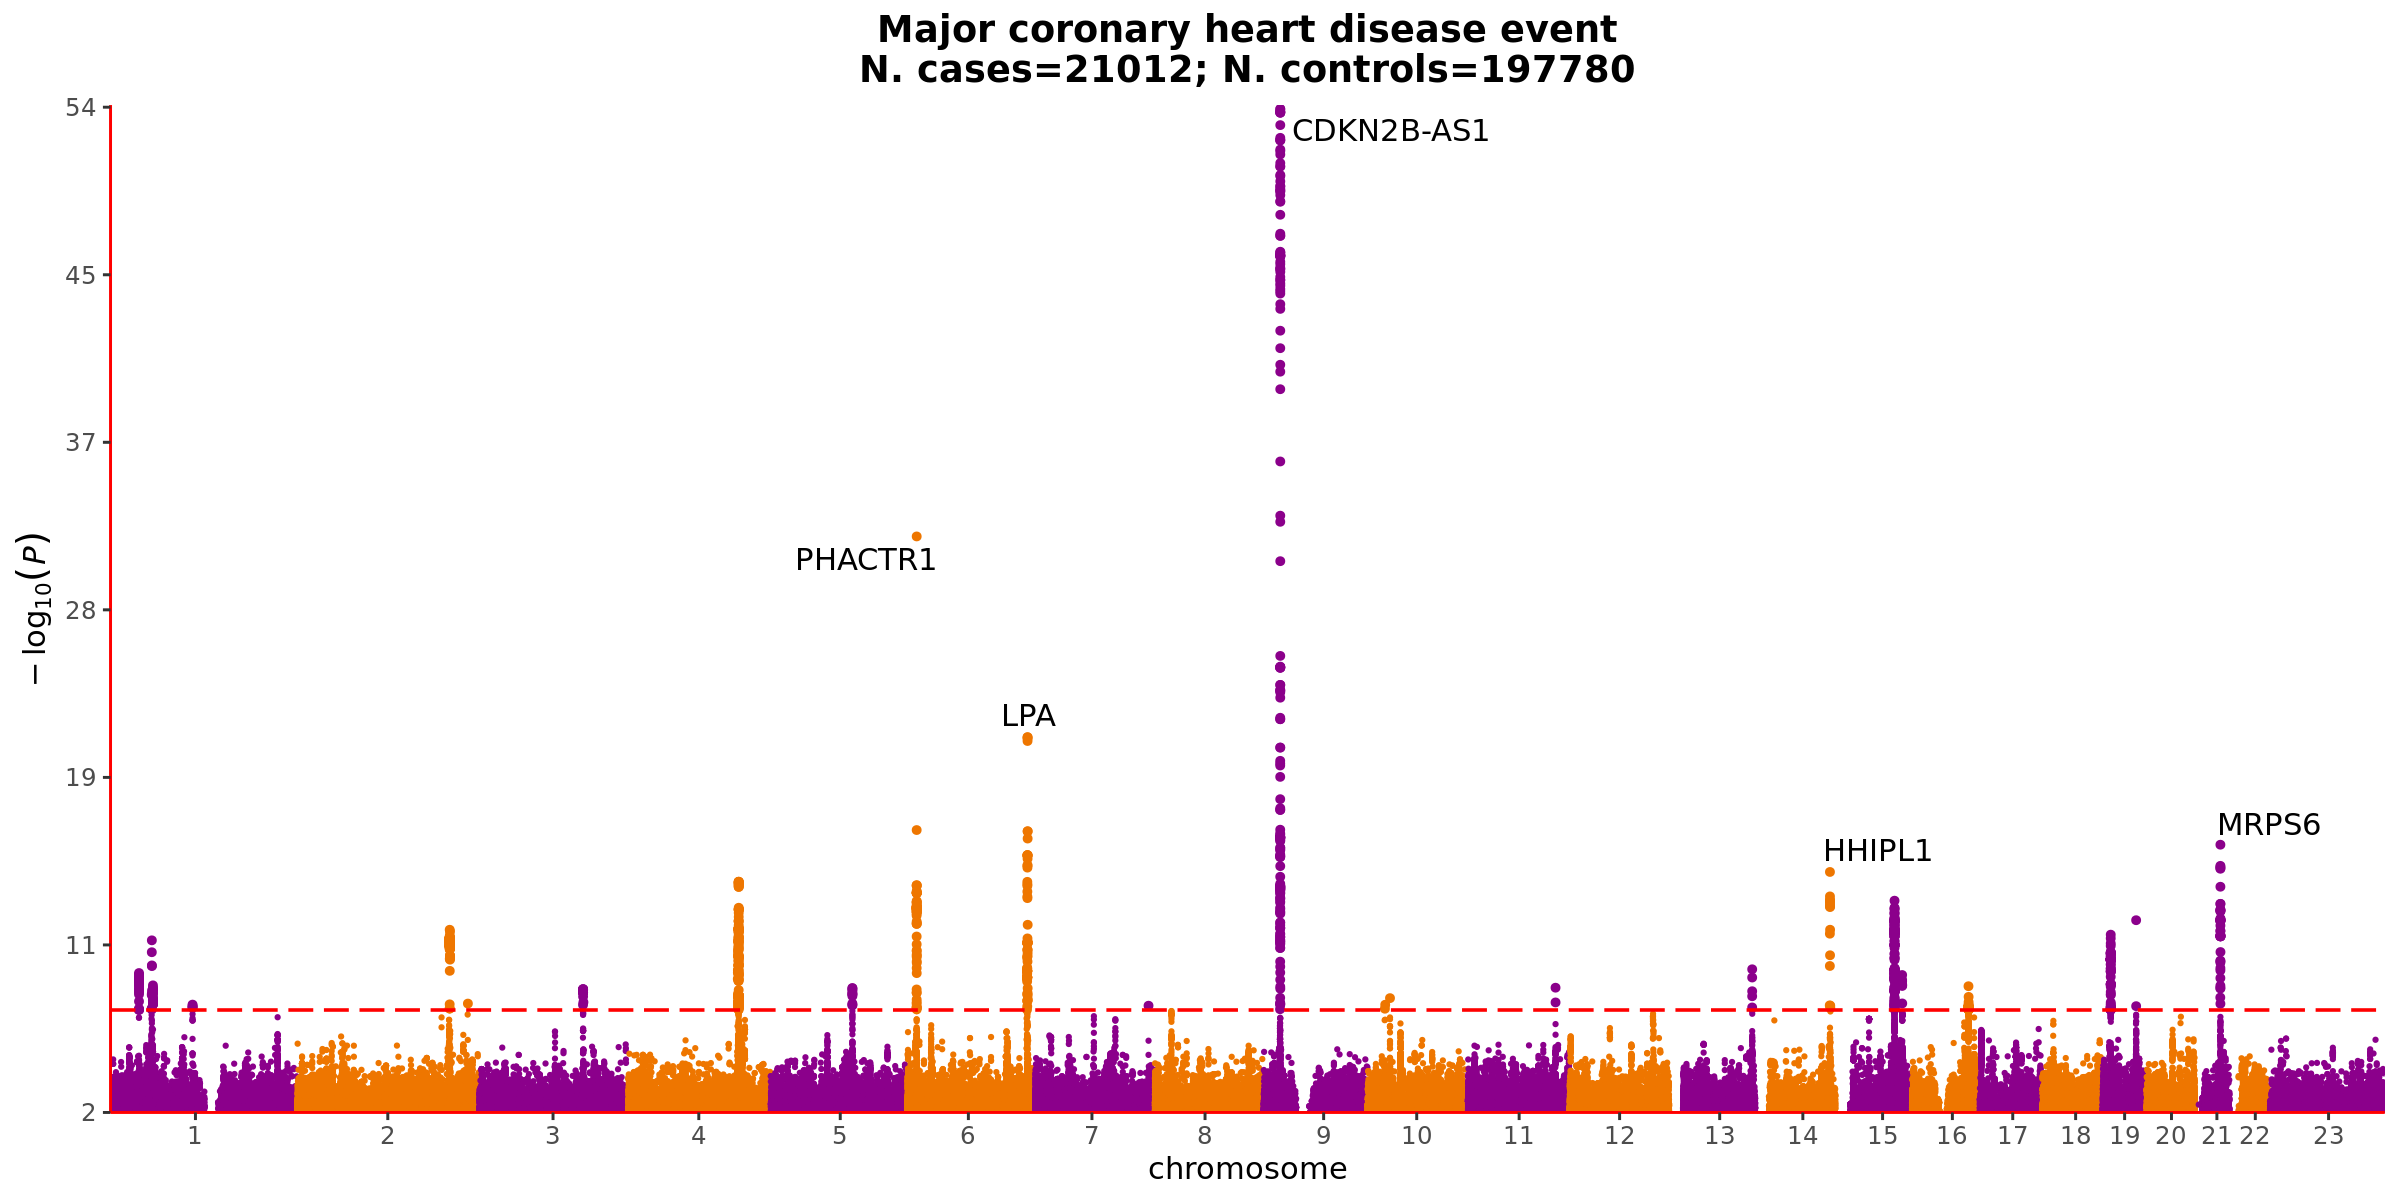 Major coronary heart disease event
N. cases=21012; N. controls=197780
54
CDKN2B-AS1
45
37
PHACTR1
−log10(P)
28
LPA
19
MRPS6
HHIPL1
11
2
1 2 3 4 5 6 7 8 9 10 11 12 13 14 15 16 17 18 19 20 21 22 23
chromosome